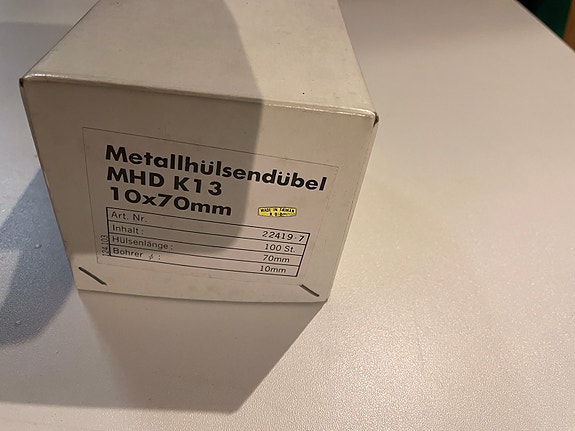 Metallhülsendübel
MHD K13
10x70mm
MADE IN TAIWAN
Art. Nr. 22419-7
Inhalt : 100 St.
Hülsenlänge : 70mm
Bohrer ø : 10mm